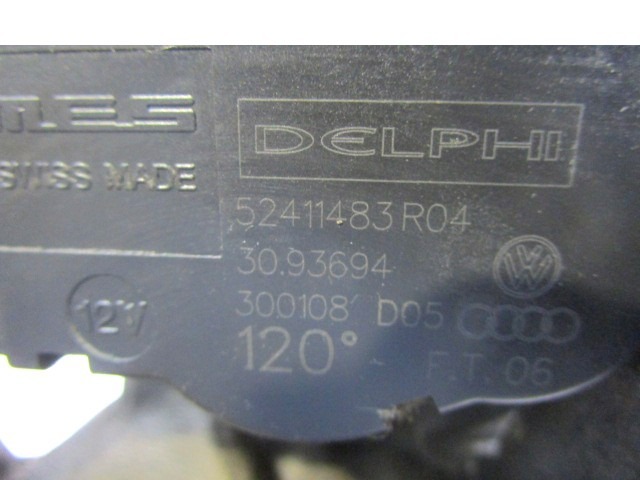 DELPHI
SWISS MADE
52411483 R04
30.93694
300108 D05
12V
120°
F.T. 06